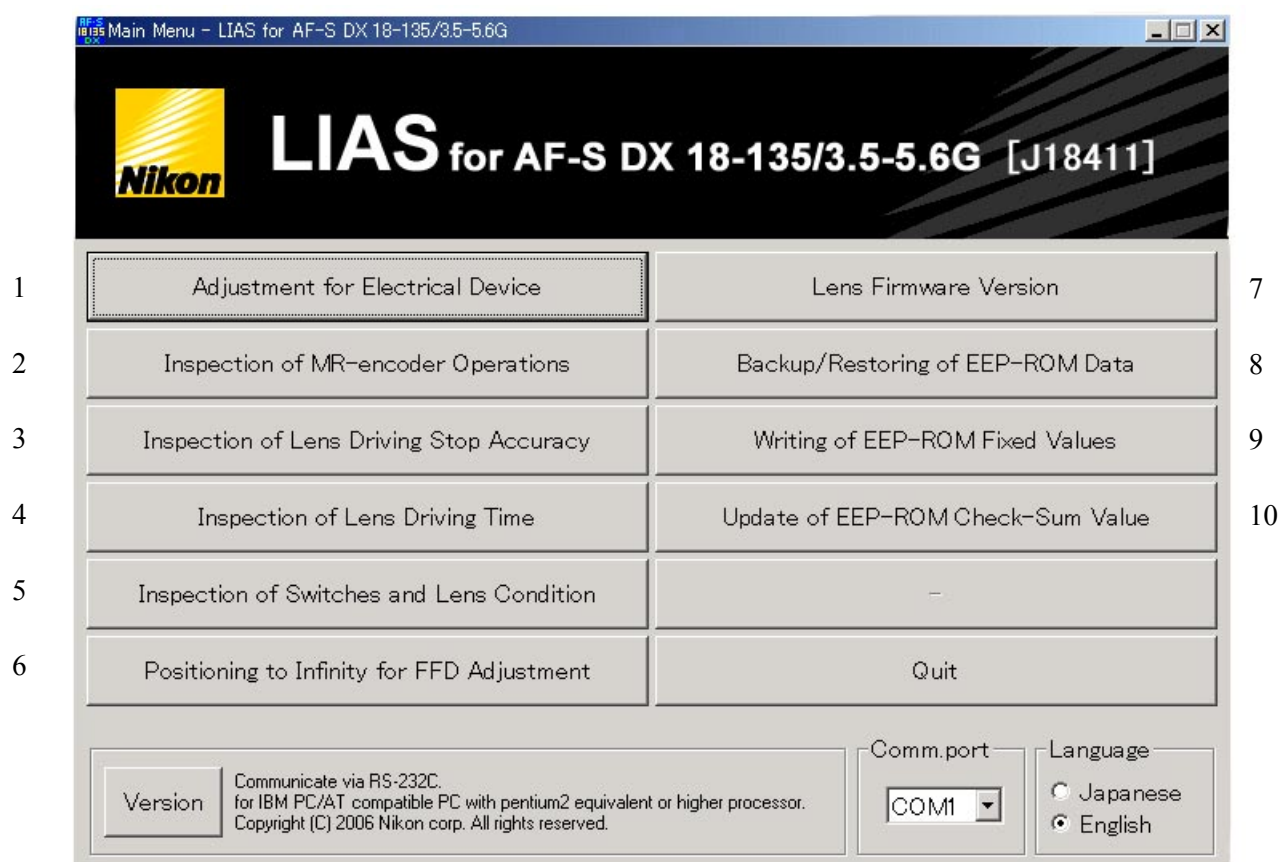 AF-S
18135
DX
Main Menu - LIAS for AF-S DX 18-135/3.5-5.6G
Nikon
LIAS for AF-S DX 18-135/3.5-5.6G [J18411]
1 Adjustment for Electrical Device Lens Firmware Version 7
2 Inspection of MR-encoder Operations Backup/Restoring of EEP-ROM Data 8
3 Inspection of Lens Driving Stop Accuracy Writing of EEP-ROM Fixed Values 9
4 Inspection of Lens Driving Time Update of EEP-ROM Check-Sum Value 10
5 Inspection of Switches and Lens Condition -
6 Positioning to Infinity for FFD Adjustment Quit
Version
Communicate via RS-232C.
for IBM PC/AT compatible PC with pentium2 equivalent or higher processor.
Copyright (C) 2006 Nikon corp. All rights reserved.
Comm.port
COM1
Language
Japanese
English